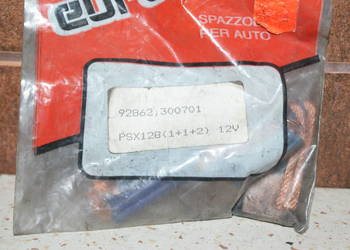 SPAZZOL
PER AUTO
92862,300701
PSX128(1+1+2) 12V